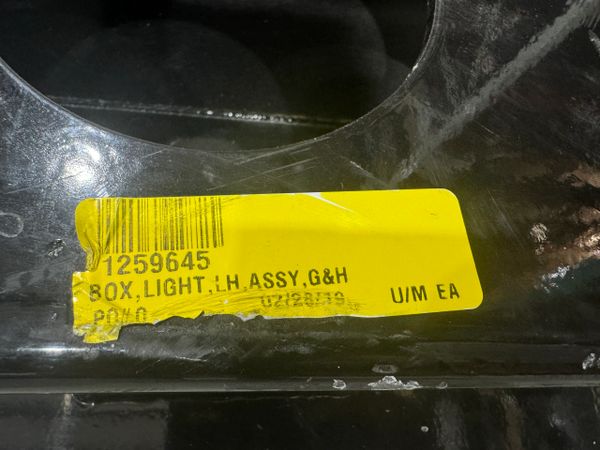 1259645
BOX,LIGHT,LH,ASSY,G&H
PO#0 02/28/19 U/M EA